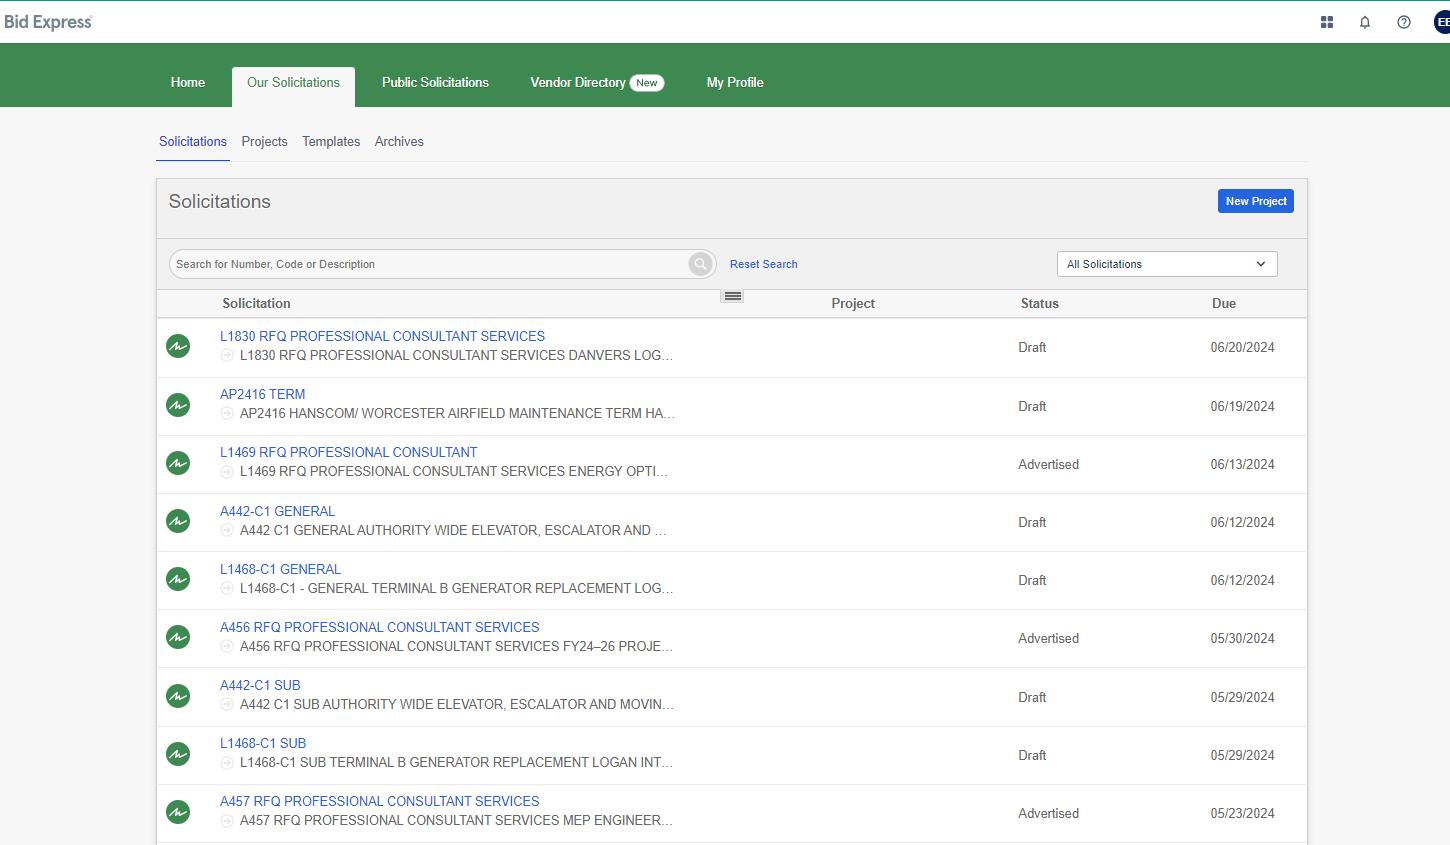 Bid Express
EE
Home
Our Solicitations
Public Solicitations
Vendor Directory New
My Profile
Solicitations
Projects
Templates
Archives
Solicitations
New Project
Search for Number, Code or Description
Reset Search
All Solicitations
Solicitation Project Status Due
L1830 RFQ PROFESSIONAL CONSULTANT SERVICES
L1830 RFQ PROFESSIONAL CONSULTANT SERVICES DANVERS LOG...
Draft
06/20/2024
AP2416 TERM
AP2416 HANSCOM/ WORCESTER AIRFIELD MAINTENANCE TERM HA...
Draft
06/19/2024
L1469 RFQ PROFESSIONAL CONSULTANT
L1469 RFQ PROFESSIONAL CONSULTANT SERVICES ENERGY OPTI...
Advertised
06/13/2024
A442-C1 GENERAL
A442 C1 GENERAL AUTHORITY WIDE ELEVATOR, ESCALATOR AND ...
Draft
06/12/2024
L1468-C1 GENERAL
L1468-C1 - GENERAL TERMINAL B GENERATOR REPLACEMENT LOG...
Draft
06/12/2024
A456 RFQ PROFESSIONAL CONSULTANT SERVICES
A456 RFQ PROFESSIONAL CONSULTANT SERVICES FY24–26 PROJE...
Advertised
05/30/2024
A442-C1 SUB
A442 C1 SUB AUTHORITY WIDE ELEVATOR, ESCALATOR AND MOVIN...
Draft
05/29/2024
L1468-C1 SUB
L1468-C1 SUB TERMINAL B GENERATOR REPLACEMENT LOGAN INT...
Draft
05/29/2024
A457 RFQ PROFESSIONAL CONSULTANT SERVICES
A457 RFQ PROFESSIONAL CONSULTANT SERVICES MEP ENGINEER...
Advertised
05/23/2024